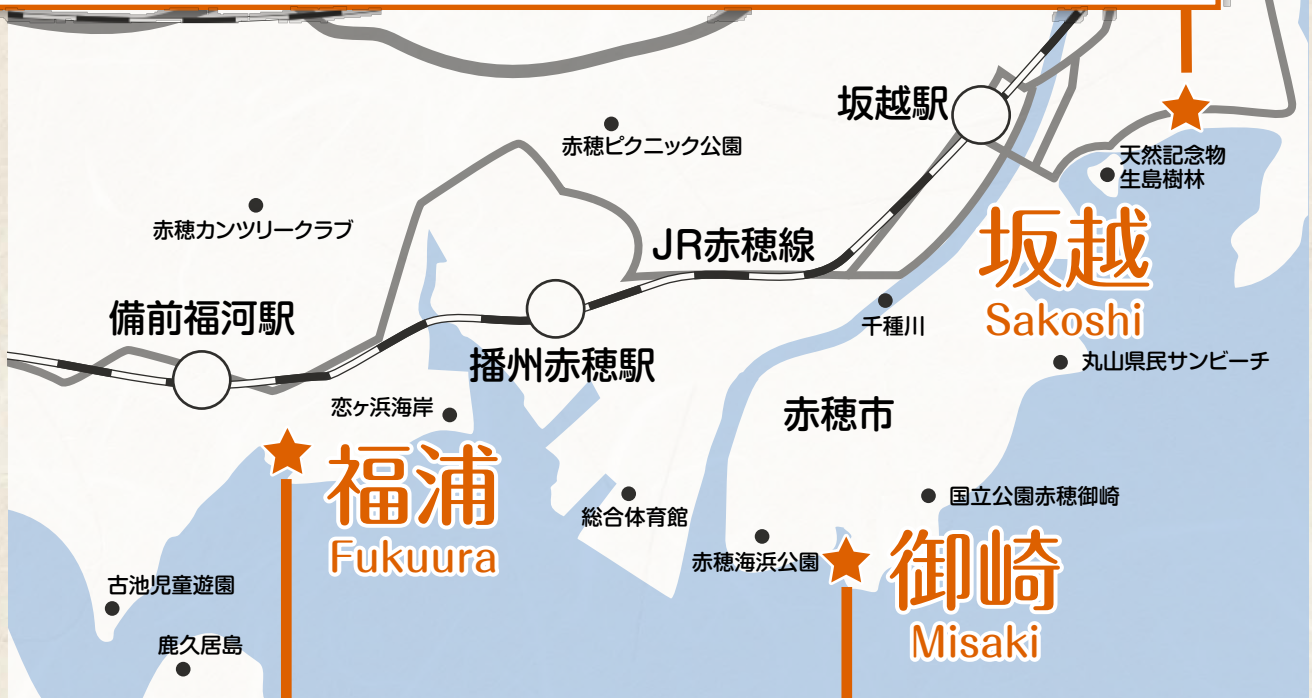 坂越駅
赤穂ピクニック公園
天然記念物
生島樹林
赤穂カンツリークラブ
坂越
Sakoshi
JR赤穂線
備前福河駅
千種川
播州赤穂駅
丸山県民サンビーチ
恋ヶ浜海岸
赤穂市
福浦
Fukuura
総合体育館
国立公園赤穂御崎
赤穂海浜公園
御崎
Misaki
古池児童遊園
鹿久居島